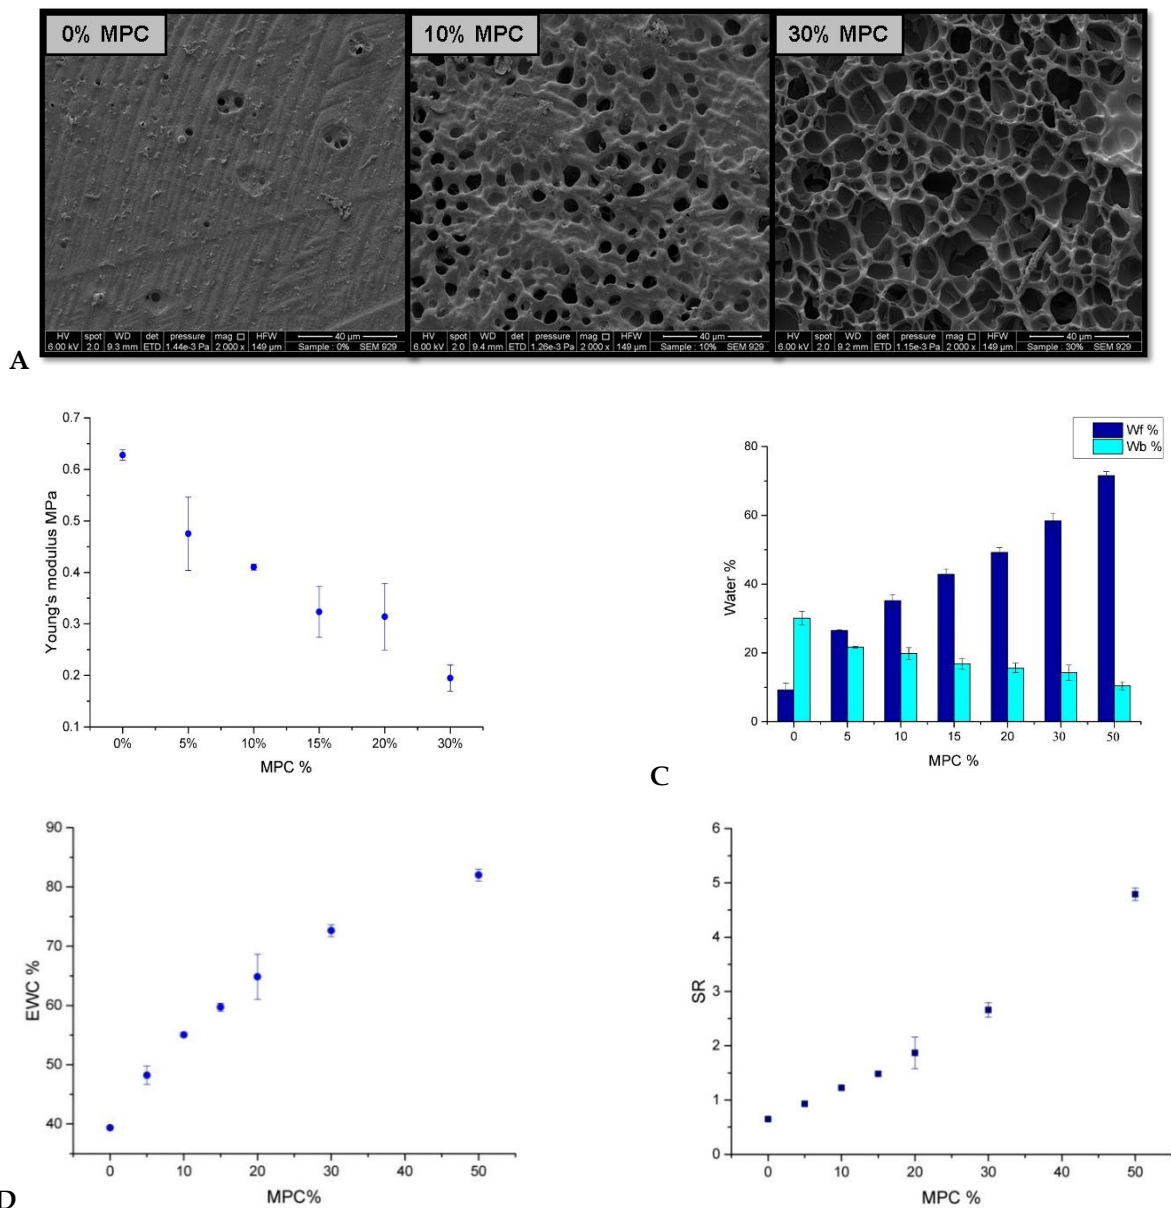 0% MPC
10% MPC
30% MPC
HV spot WD det pressure mag HFW 40 µm
6.00 kV 2.0 9.3 mm ETD 1.44e-3 Pa 2 000 x 149 µm Sample : 0% SEM 929
HV spot WD det pressure mag HFW 40 µm
6.00 kV 2.0 9.4 mm ETD 1.26e-3 Pa 2 000 x 149 µm Sample : 10% SEM 929
HV spot WD det pressure mag HFW 40 µm
6.00 kV 2.0 9.2 mm ETD 1.15e-3 Pa 2 000 x 149 µm Sample : 30% SEM 929
A
0.7
0.6
0.5
0.4
0.3
0.2
0.1
Young's modulus MPa
0% 5% 10% 15% 20% 30%
MPC %
Wf %
Wb %
80
60
40
20
0
Water %
0 5 10 15 20 30 50
MPC %
C
90
80
70
60
50
40
EWC %
0 10 20 30 40 50
MPC%
D
6
5
4
3
2
1
0
SR
0 10 20 30 40 50
MPC %